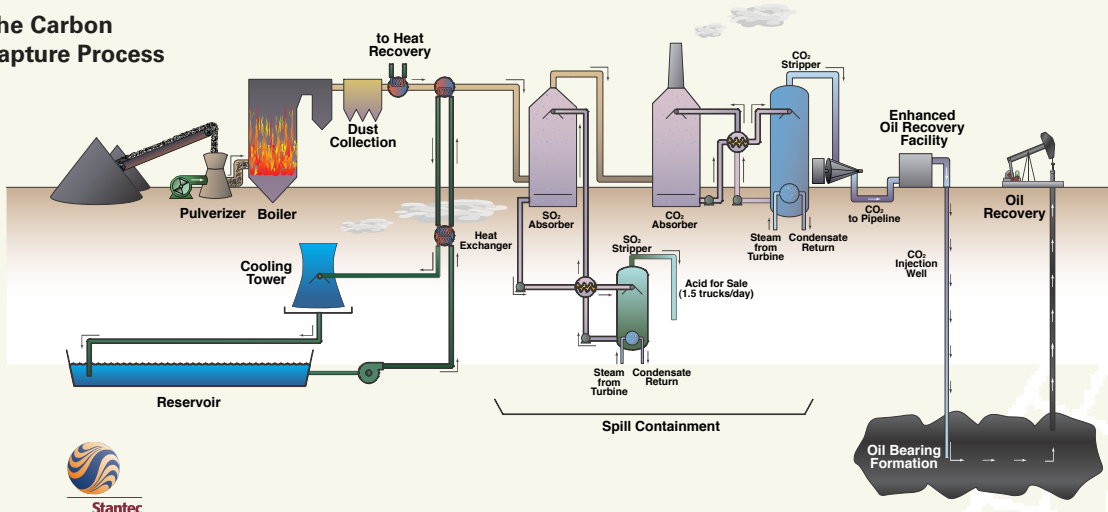 he Carbon
apture Process
to Heat
Recovery
Dust
Collection
Pulverizer
Boiler
Heat
Exchanger
Cooling
Tower
Reservoir
SO₂
Absorber
SO₂
Stripper
Acid for Sale
(1.5 trucks/day)
Steam
from
Turbine
Condensate
Return
Spill Containment
CO₂
Absorber
CO₂
Stripper
Steam
from
Turbine
Condensate
Return
CO₂
to Pipeline
Enhanced
Oil Recovery
Facility
CO₂
Injection
Well
Oil
Recovery
Oil Bearing
Formation
Stantec